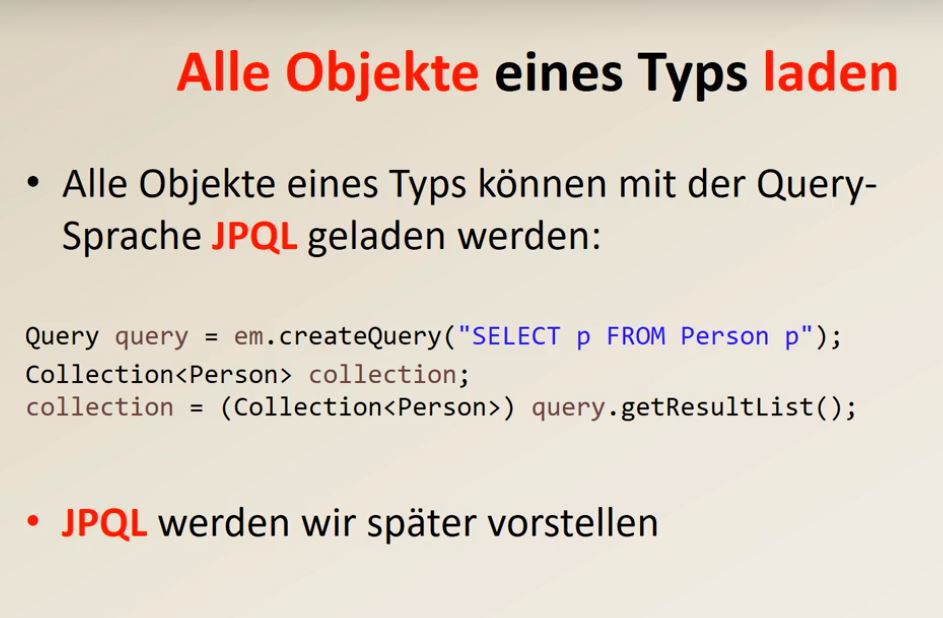 Alle Objekte eines Typs laden
• Alle Objekte eines Typs können mit der Query-
Sprache JPQL geladen werden:
Query query = em.createQuery("SELECT p FROM Person p");
Collection<Person> collection;
collection = (Collection<Person>) query.getResultList();
• JPQL werden wir später vorstellen